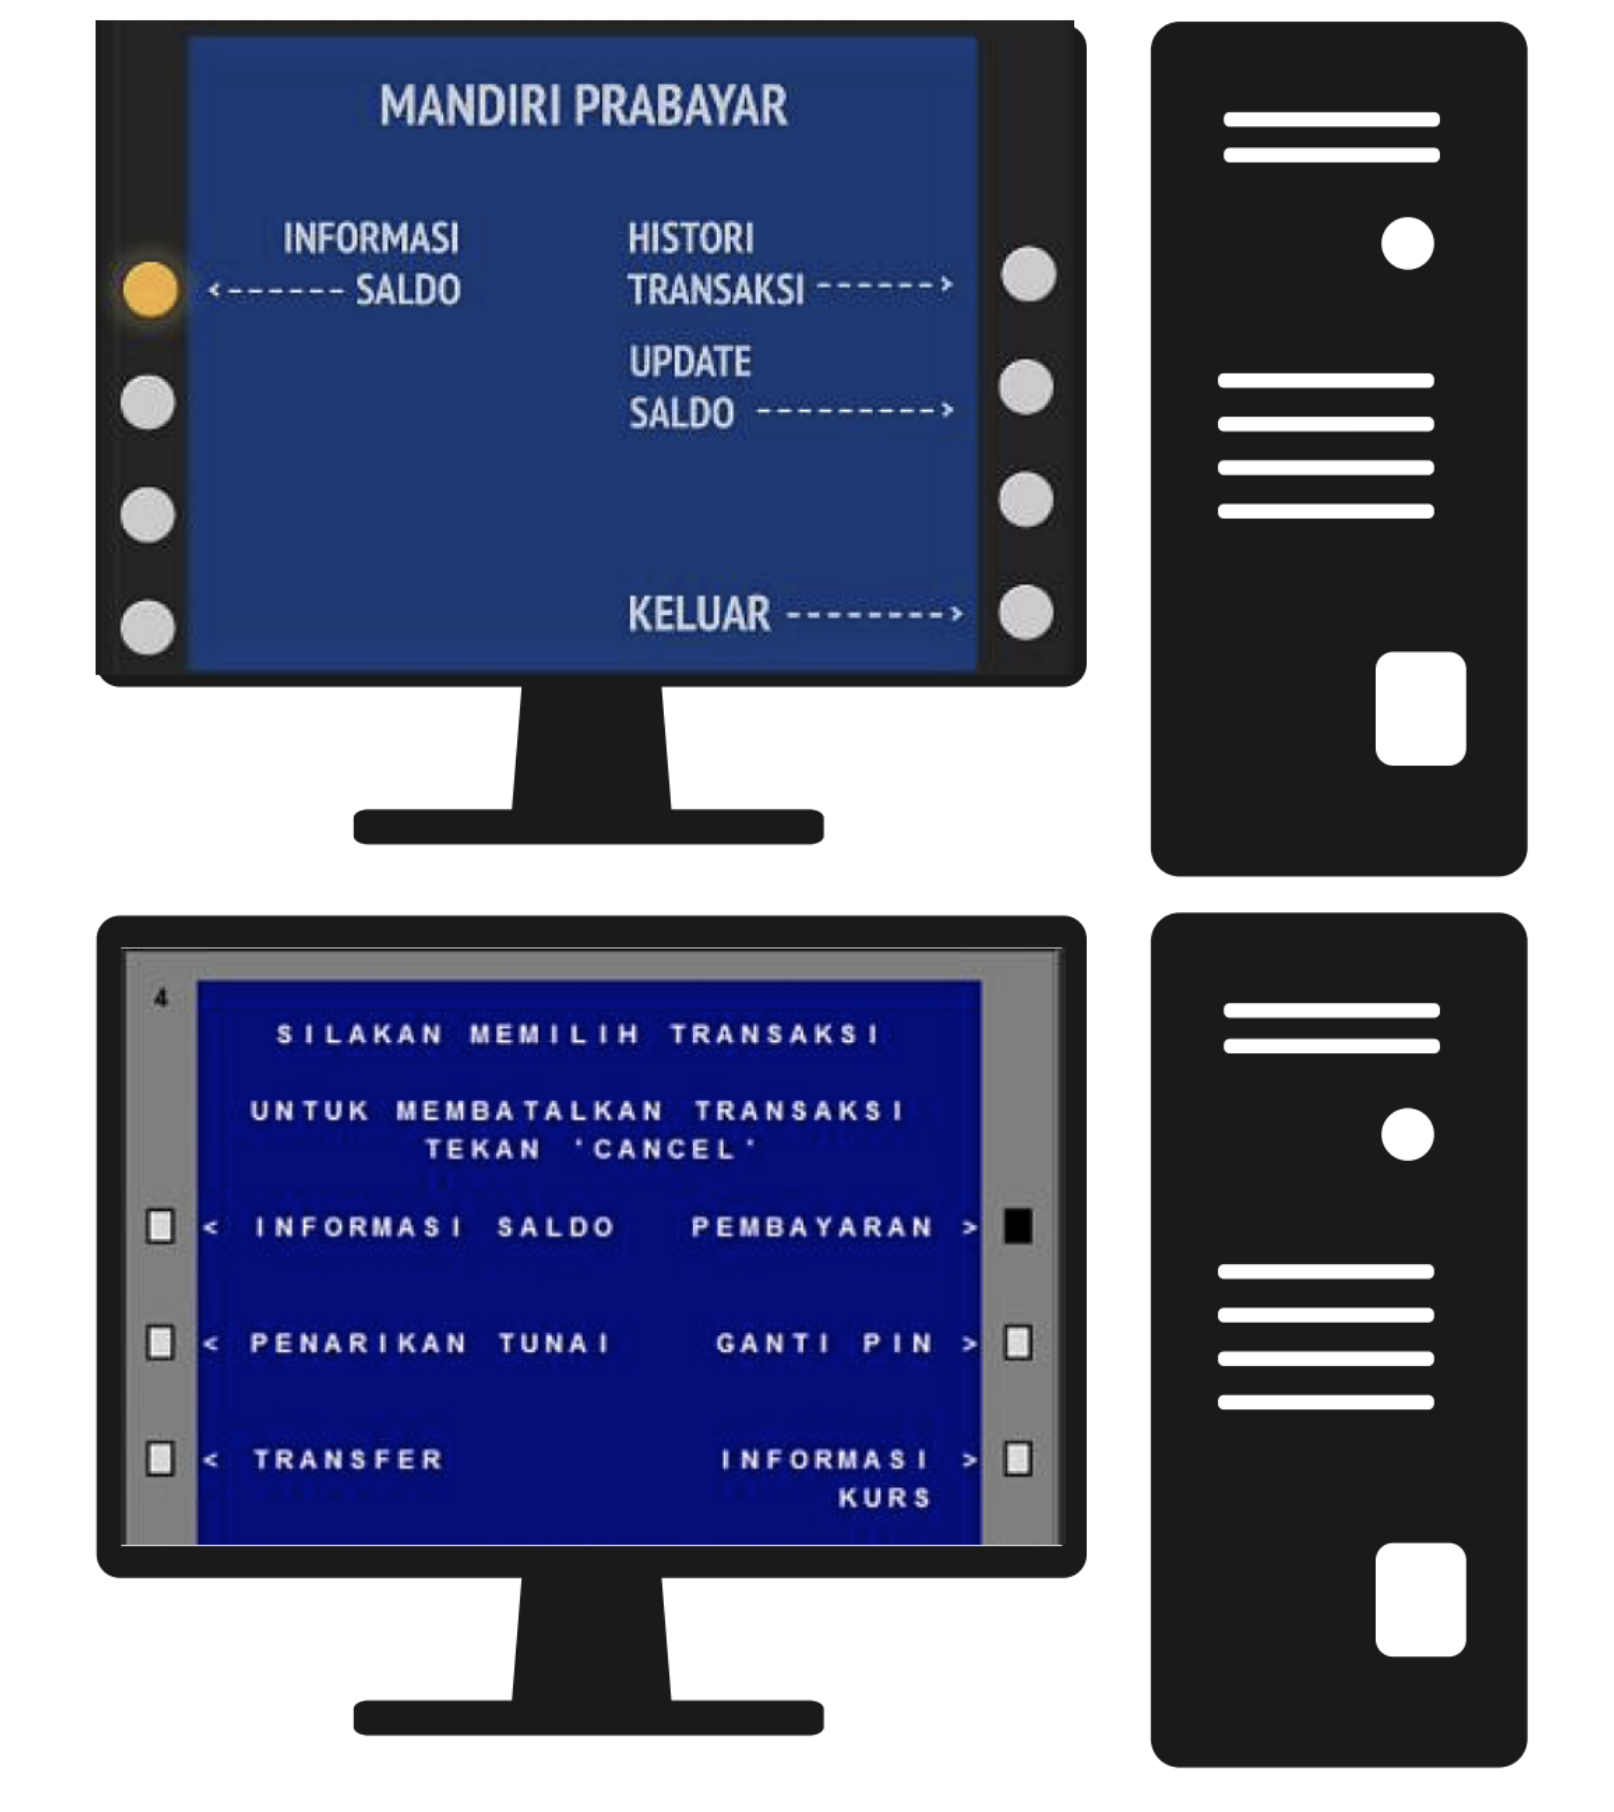 MANDIRI PRABAYAR
INFORMASI
<------ SALDO
HISTORI
TRANSAKSI ------>
UPDATE
SALDO --------->
KELUAR -------->
4
SILAKAN MEMILIH TRANSAKSI
UNTUK MEMBATALKAN TRANSAKSI
TEKAN 'CANCEL'
< INFORMASI SALDO
PEMBAYARAN >
< PENARIKAN TUNAI
GANTI PIN >
< TRANSFER
INFORMASI >
KURS